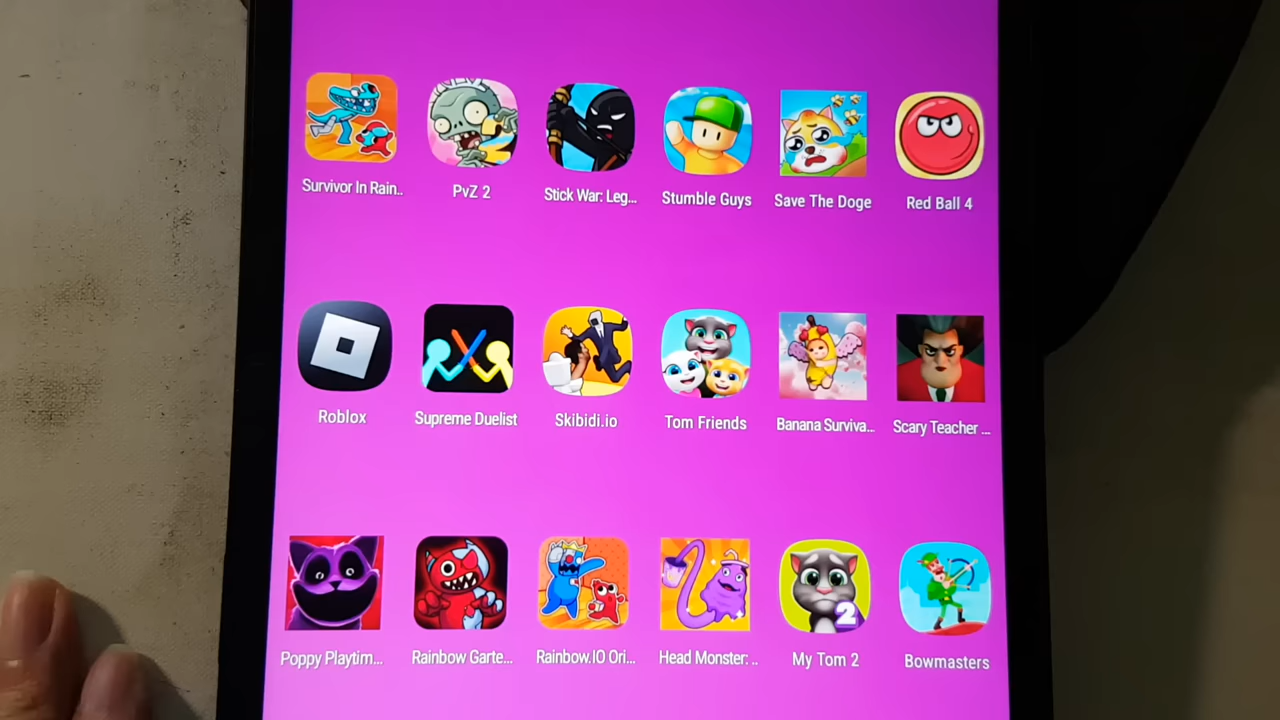 Survivor In Rain..
PvZ 2
Stick War: Leg...
Stumble Guys
Save The Doge
Red Ball 4
Roblox
Supreme Duelist
Skibidi.io
Tom Friends
Banana Surviva...
Scary Teacher ...
2
Poppy Playtim...
Rainbow Garte...
Rainbow.IO Ori...
Head Monster: ..
My Tom 2
Bowmasters